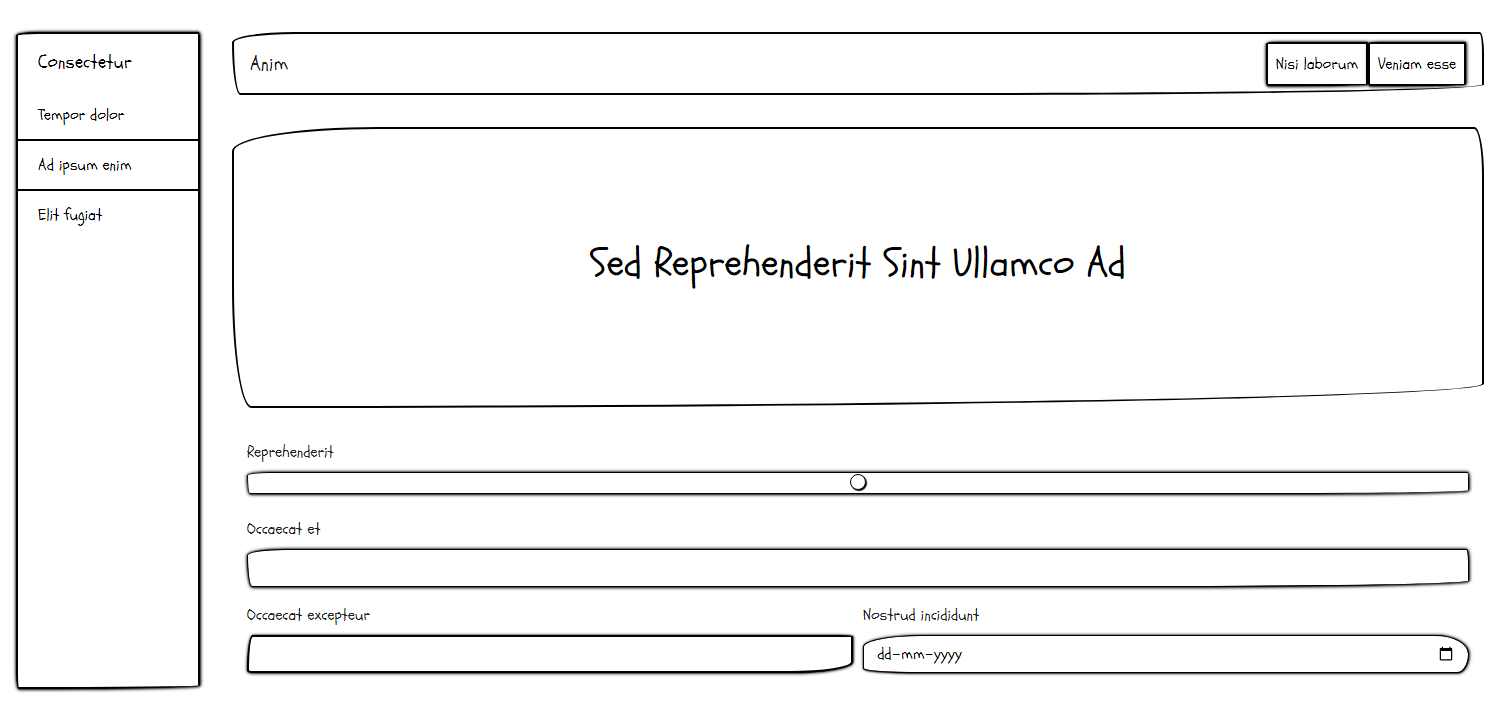 Consectetur
Tempor dolor
Ad ipsum enim
Elit fugiat
Anim
Nisi laborum
Veniam esse
Sed Reprehenderit Sint Ullamco Ad
Reprehenderit
Occaecat et
Occaecat excepteur
Nostrud incididunt
dd-mm-yyyy